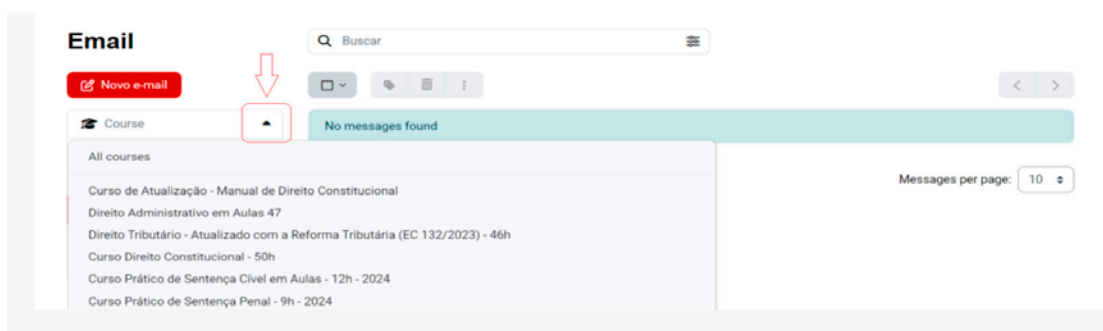 Email
Buscar
Novo e-mail
Course
No messages found
All courses
Messages per page: 10
Curso de Atualização - Manual de Direito Constitucional
Direito Administrativo em Aulas 47
Direito Tributário - Atualizado com a Reforma Tributária (EC 132/2023) - 46h
Curso Direito Constitucional - 50h
Curso Prático de Sentença Cível em Aulas - 12h - 2024
Curso Prático de Sentença Penal - 9h - 2024